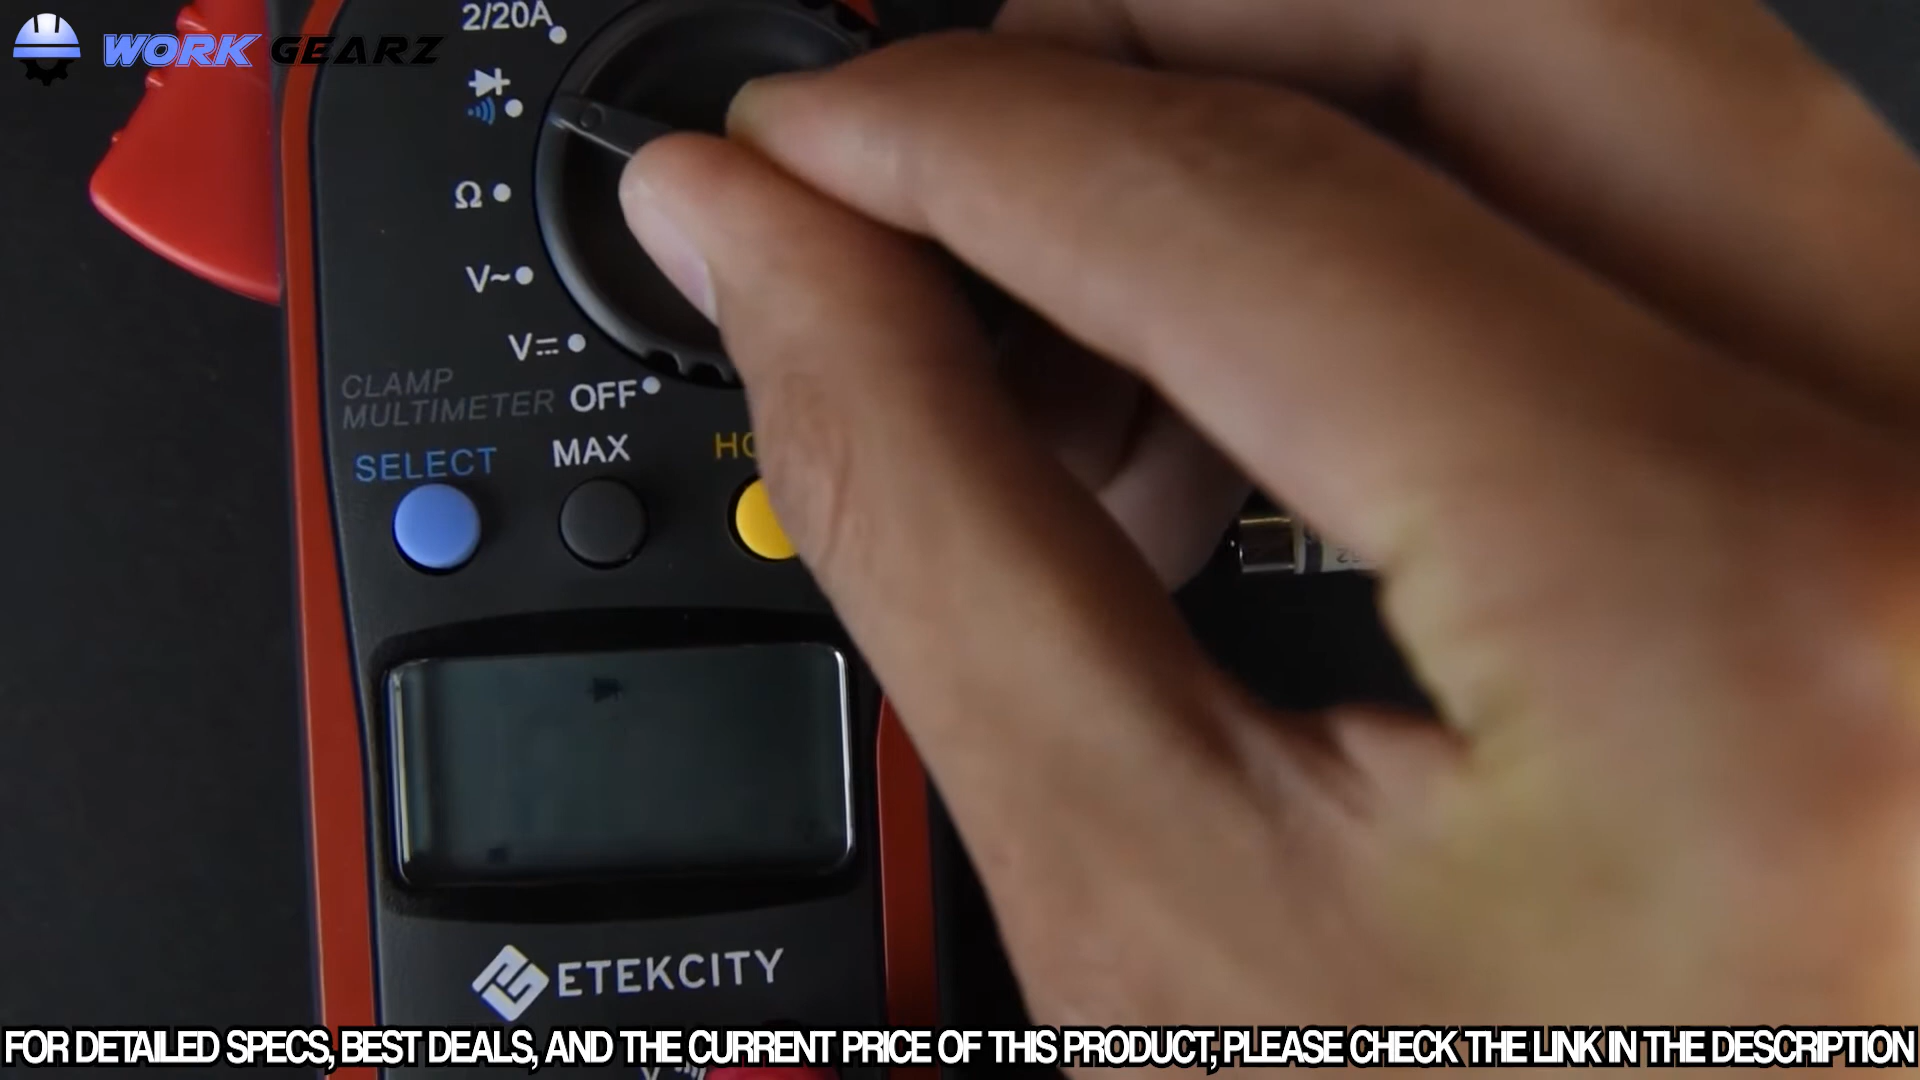 WORK GEARZ
2/20A
Ω
V~
V⎓
CLAMP
MULTIMETER
OFF
SELECT
MAX
ETEKCITY
FOR DETAILED SPECS, BEST DEALS, AND THE CURRENT PRICE OF THIS PRODUCT, PLEASE CHECK THE LINK IN THE DESCRIPTION